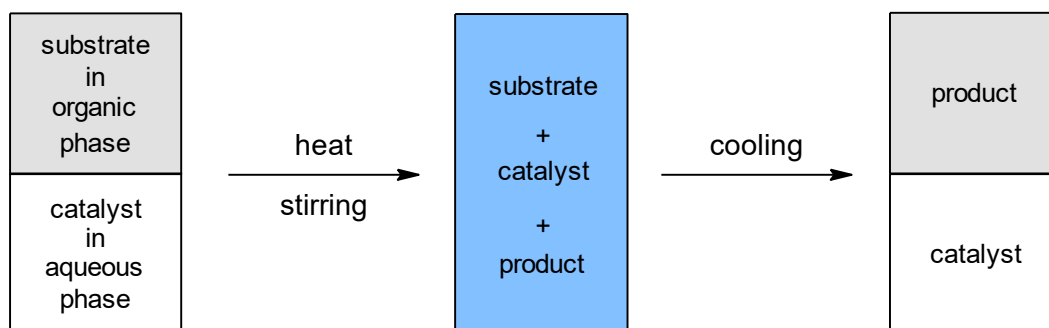 substrate
in
organic
phase
catalyst
in
aqueous
phase
heat
stirring
substrate
+
catalyst
+
product
cooling
product
catalyst